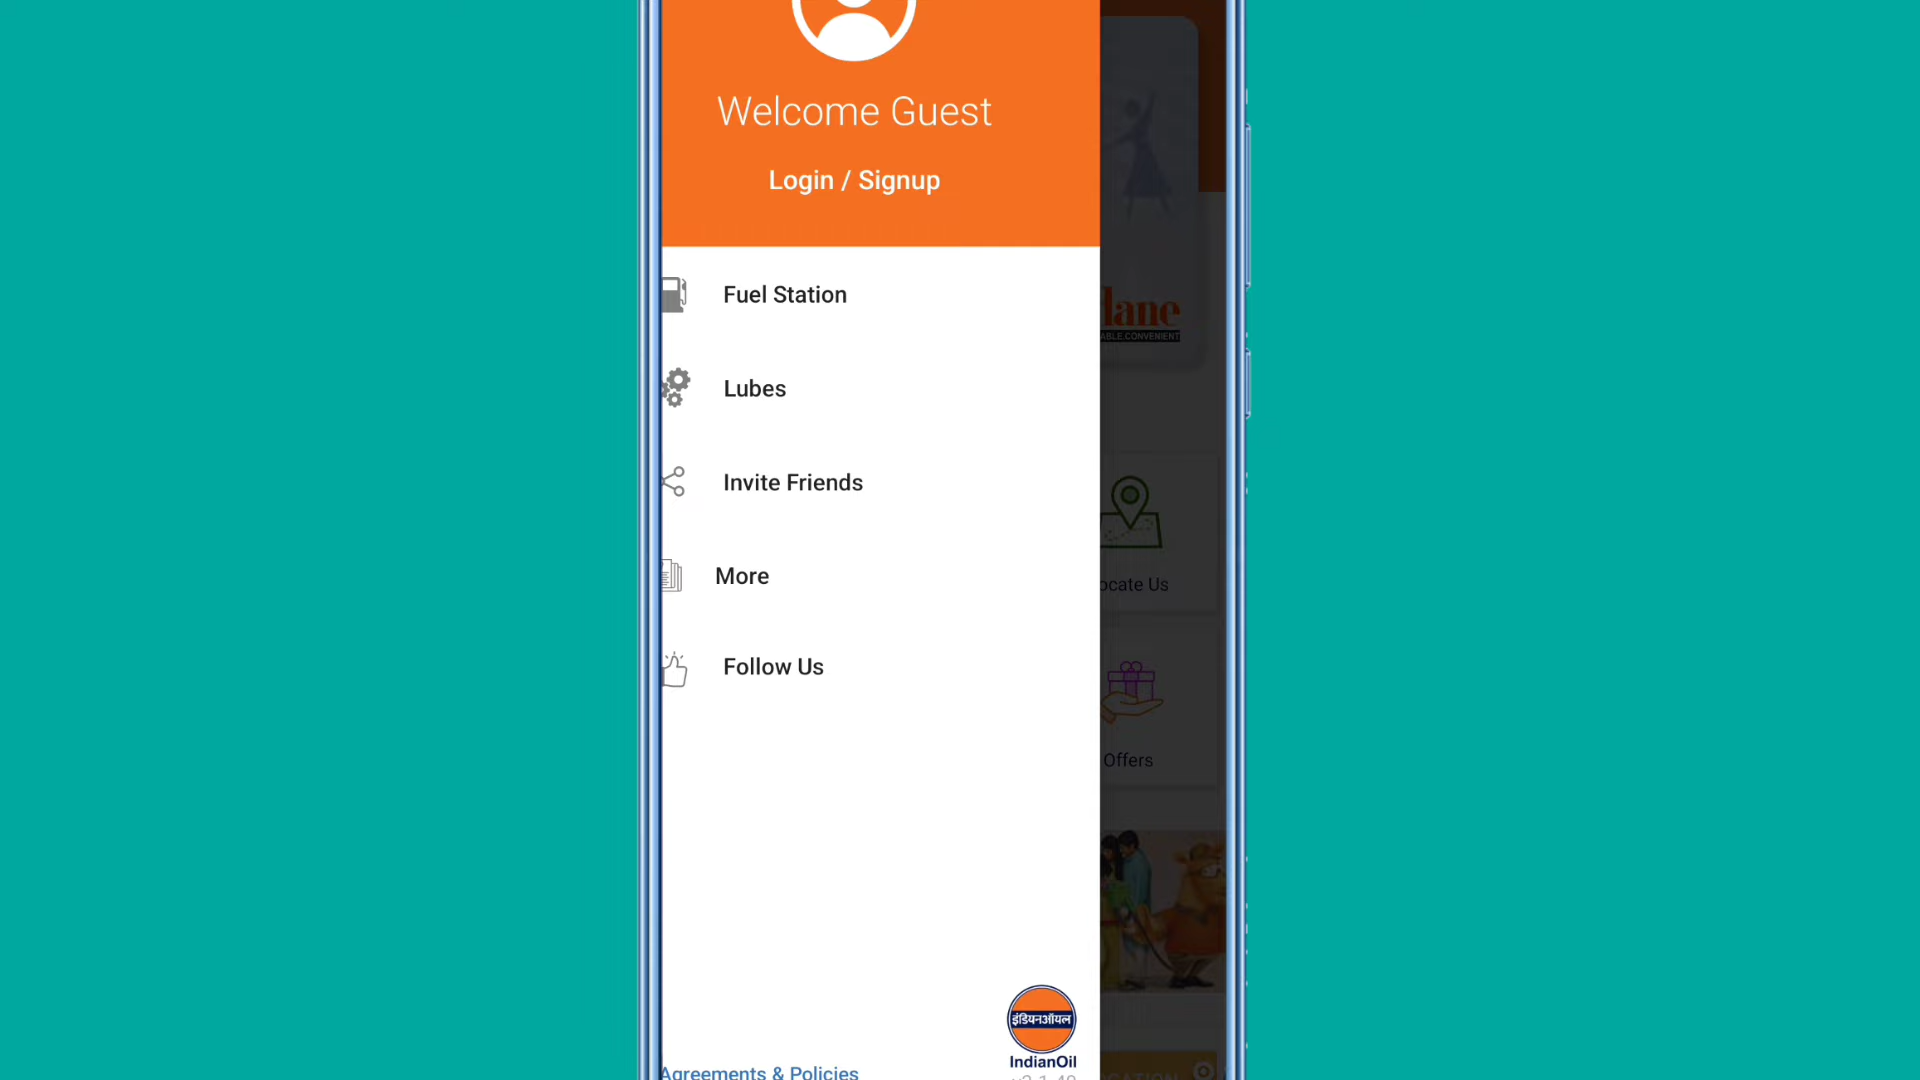 Welcome Guest
Login / Signup
Fuel Station
Lubes
Invite Friends
More
Follow Us
lane
ABLE.CONVENIENT
ocate Us
Offers
इंडियनऑयल
IndianOil
Agreements & Policies